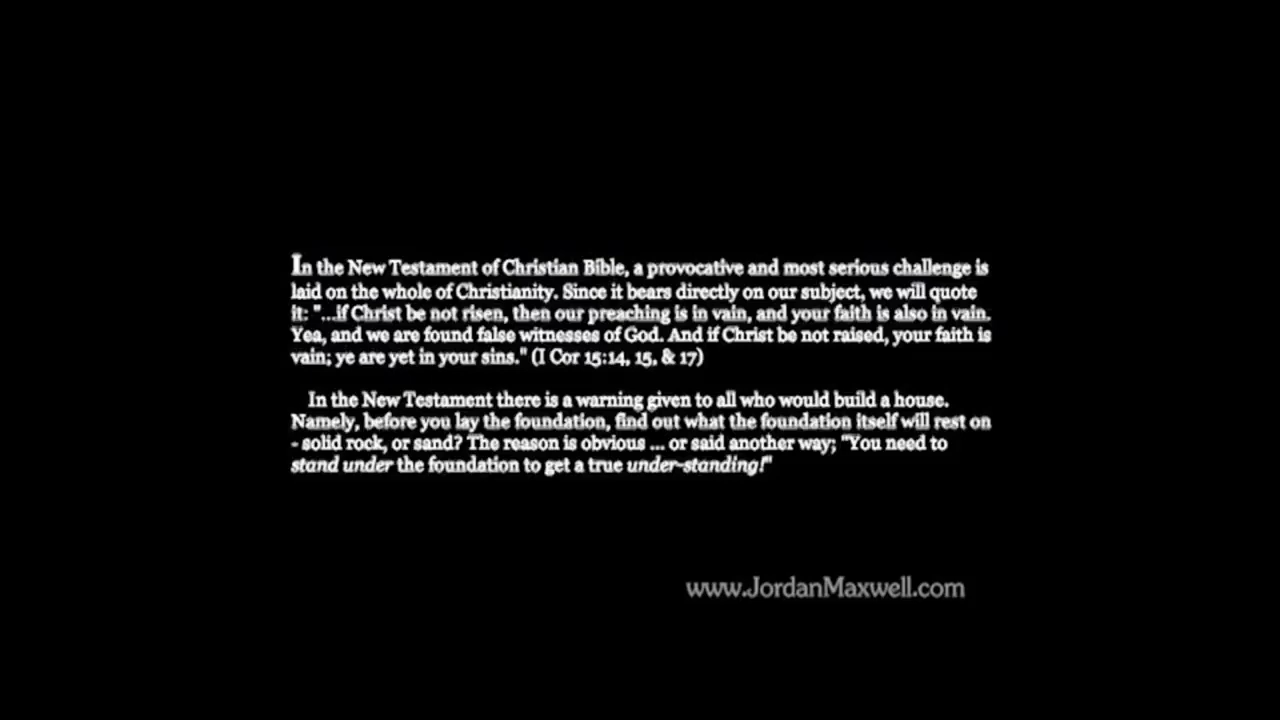 In the New Testament of Christian Bible, a provocative and most serious challenge is
laid on the whole of Christianity. Since it bears directly on our subject, we will quote
it: "...if Christ be not risen, then our preaching is in vain, and your faith is also in vain.
Yea, and we are found false witnesses of God. And if Christ be not raised, your faith is
vain; ye are yet in your sins." (I Cor 15:14, 15, & 17)
In the New Testament there is a warning given to all who would build a house.
Namely, before you lay the foundation, find out what the foundation itself will rest on
- solid rock, or sand? The reason is obvious ... or said another way; "You need to
stand under the foundation to get a true under-standing!"
www.JordanMaxwell.com